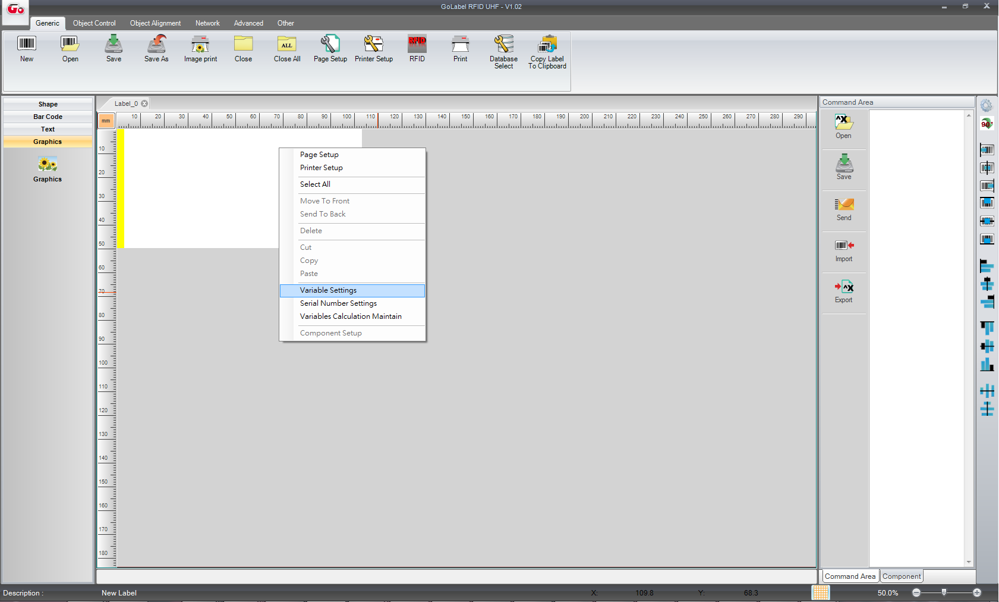 GoLabel RFID UHF - V1.02
Go
Generic Object Control Object Alignment Network Advanced Other
New Open Save Save As Image print Close Close All Page Setup Printer Setup RFID Print Database Select Copy Label To Clipboard
ALL
RFID
Shape
Bar Code
Text
Graphics
Graphics
Label_0
mm
10 20 30 40 50 60 70 80 90 100 110 120 130 140 150 160 170 180 190 200 210 220 230 240 250 260 270 280 290
10
20
30
40
50
60
70
80
90
100
110
120
130
140
150
160
170
180
Page Setup
Printer Setup
Select All
Move To Front
Send To Back
Delete
Cut
Copy
Paste
Variable Settings
Serial Number Settings
Variables Calculation Maintain
Component Setup
Command Area
^X
Open
Save
Send
Import
^X
Export
90°
Command Area Component
Description : New Label X: 109.8 Y: 68.3 50.0%